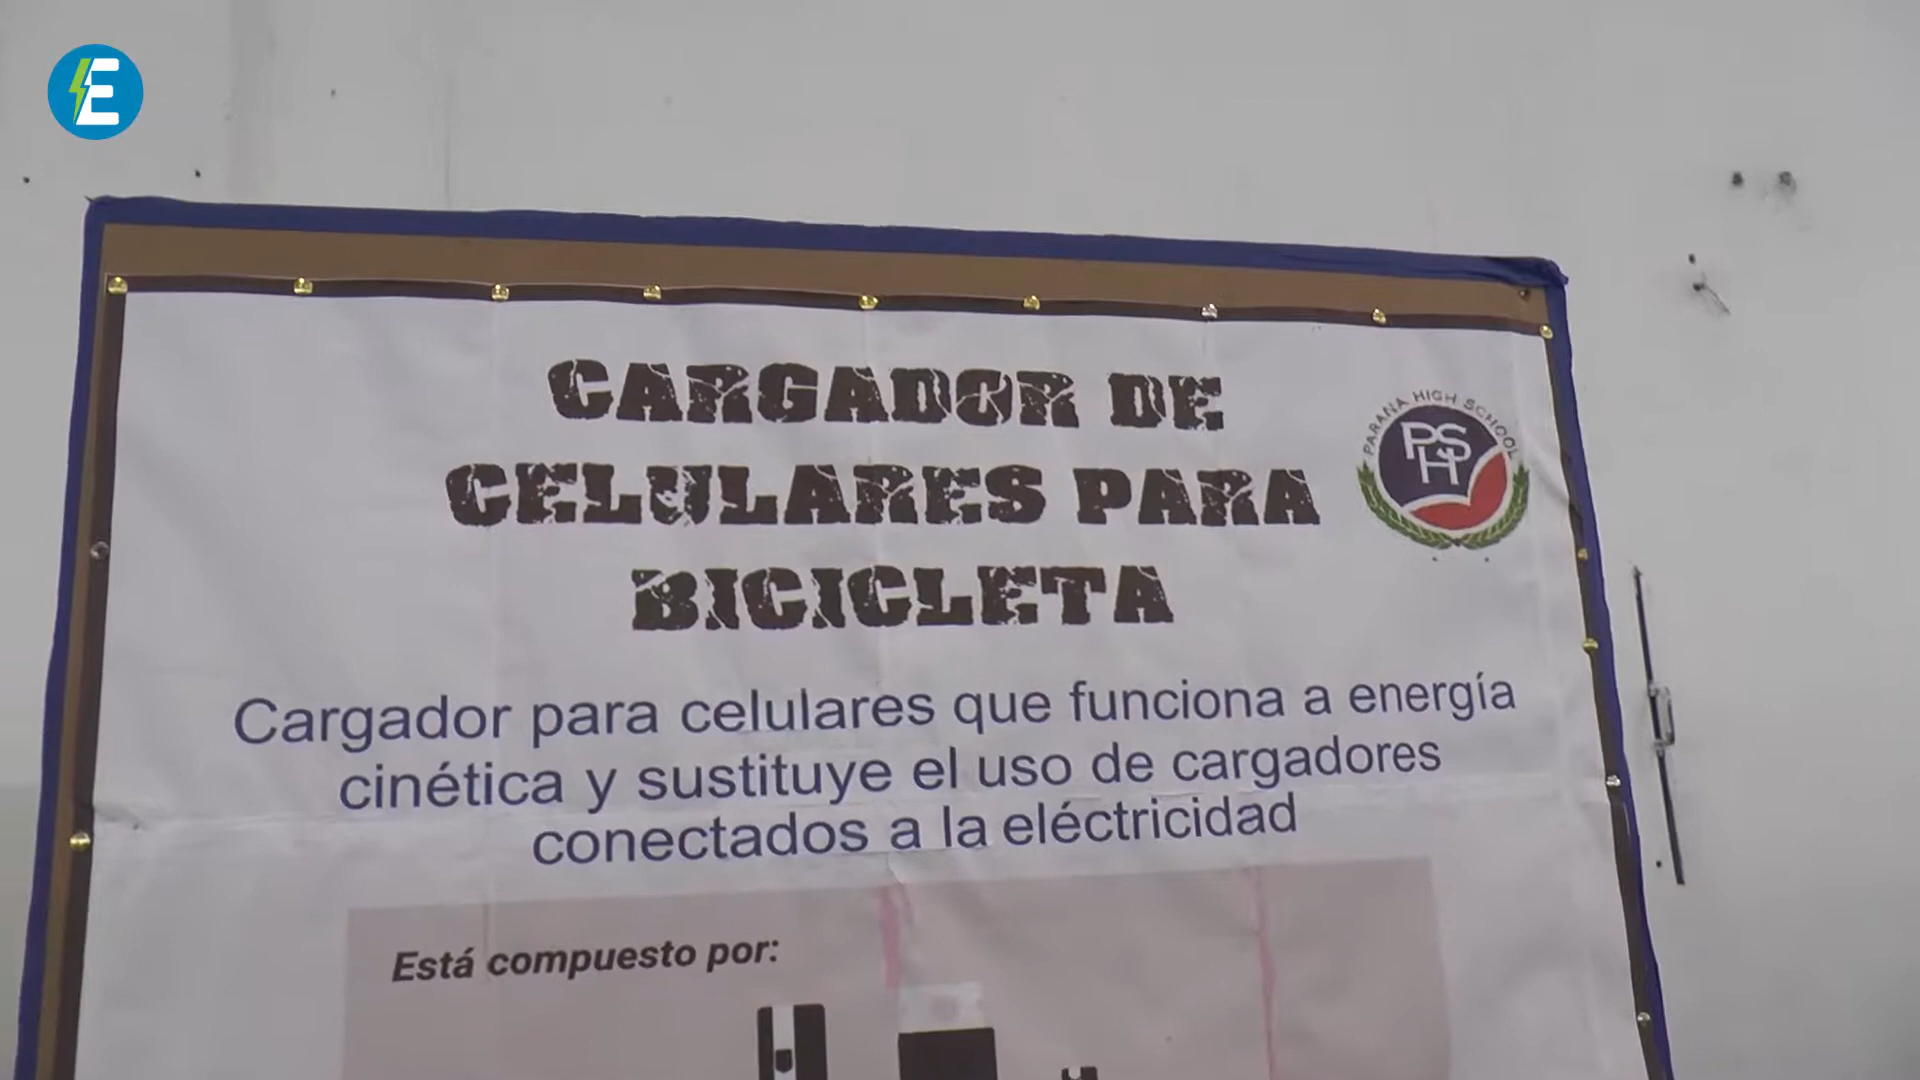 E
CARGADOR DE
CELULARES PARA
BICICLETA
PARANA HIGH SCHOOL
PSH
Cargador para celulares que funciona a energía
cinética y sustituye el uso de cargadores
conectados a la eléctricidad
Está compuesto por: